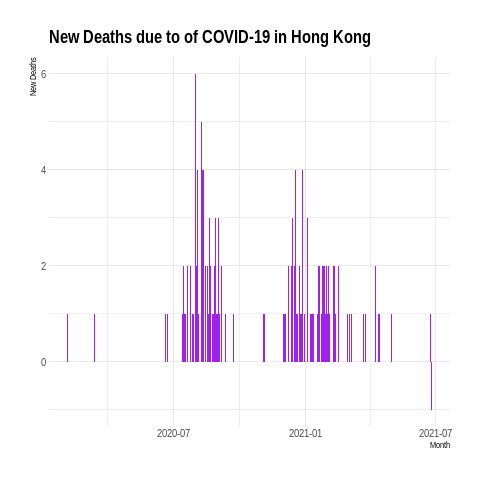 New Deaths due to of COVID-19 in Hong Kong
New Deaths
6
4
2
0
2020-07
2021-01
2021-07
Month